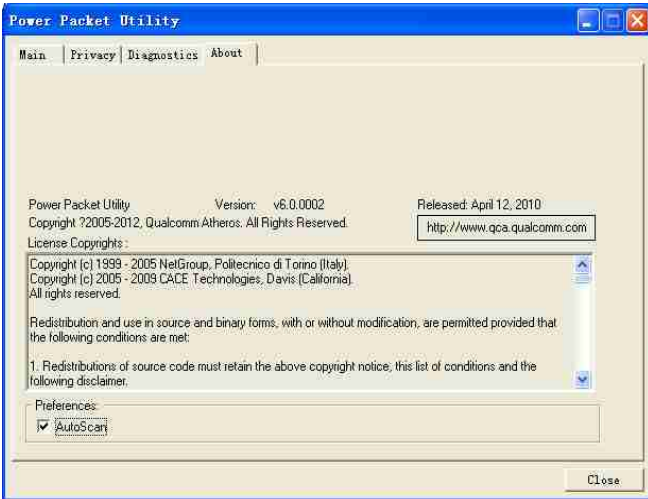 Power Packet Utility
Main Privacy Diagnostics About
Power Packet Utility Version: v6.0.0002 Released: April 12, 2010
Copyright ?2005-2012, Qualcomm Atheros. All Rights Reserved.
http://www.qca.qualcomm.com
License Copyrights :
Copyright (c) 1999 - 2005 NetGroup, Politecnico di Torino (Italy).
Copyright (c) 2005 - 2009 CACE Technologies, Davis (California).
All rights reserved.
Redistribution and use in source and binary forms, with or without modification, are permitted provided that
the following conditions are met:
1. Redistributions of source code must retain the above copyright notice, this list of conditions and the
following disclaimer.
Preferences:
AutoScan
Close